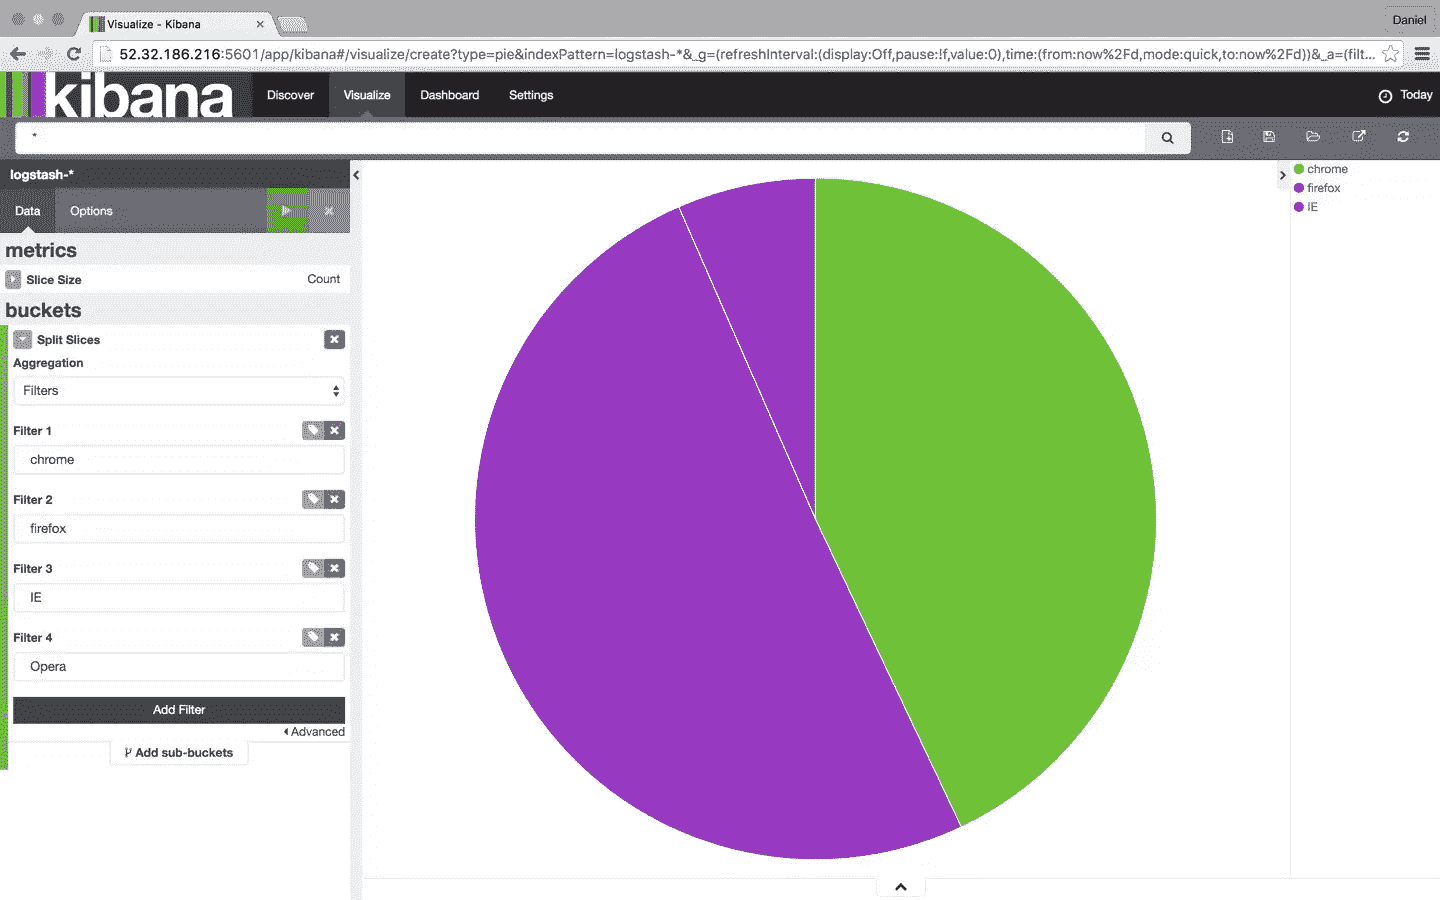 Daniel
Visualize - Kibana
52.32.186.216:5601/app/kibana#/visualize/create?type=pie&indexPattern=logstash-*&_g=(refreshInterval:(display:Off,pause:!f,value:0),time:(from:now%2Fd,mode:quick,to:now%2Fd))&_a=(filt...
kibana Discover Visualize Dashboard Settings Today
*
logstash-*
Data Options
metrics
Slice Size Count
buckets
Split Slices
Aggregation
Filters
Filter 1
chrome
Filter 2
firefox
Filter 3
IE
Filter 4
Opera
Add Filter
Advanced
Add sub-buckets
chrome
firefox
IE